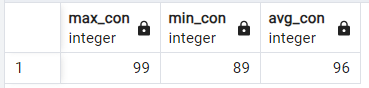 max_con min_con avg_con
integer integer integer
1 99 89 96